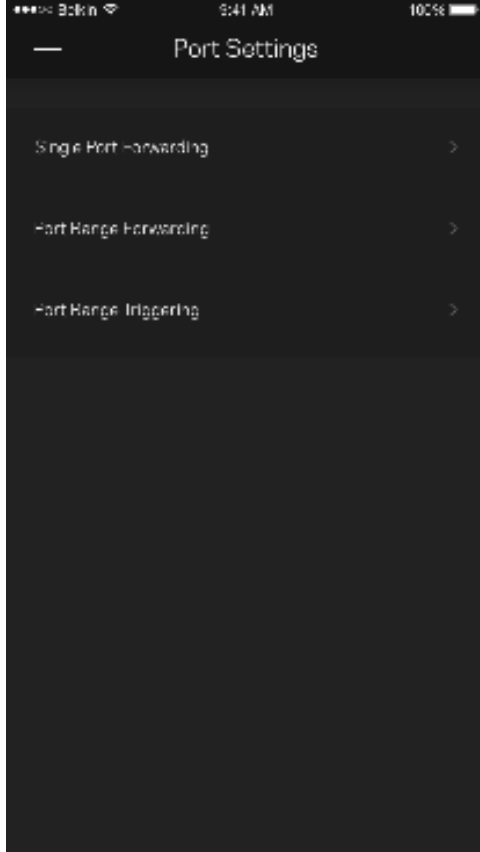 Belkin 9:41 AM 100%
Port Settings
Single Port Forwarding
Port Range Forwarding
Port Range Triggering